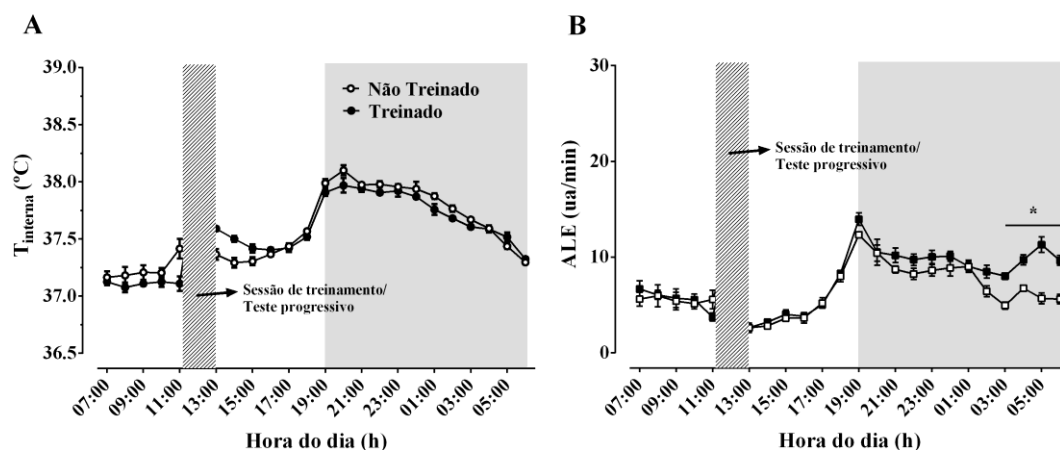 A
39.0
38.5
38.0
37.5
37.0
36.5
Tinterna (ºC)
Não Treinado
Treinado
Sessão de treinamento/
Teste progressivo
07:00
09:00
11:00
13:00
15:00
17:00
19:00
21:00
23:00
01:00
03:00
05:00
Hora do dia (h)
B
30
20
10
0
ALE (ua/min)
Sessão de treinamento/
Teste progressivo
*
07:00
09:00
11:00
13:00
15:00
17:00
19:00
21:00
23:00
01:00
03:00
05:00
Hora do dia (h)